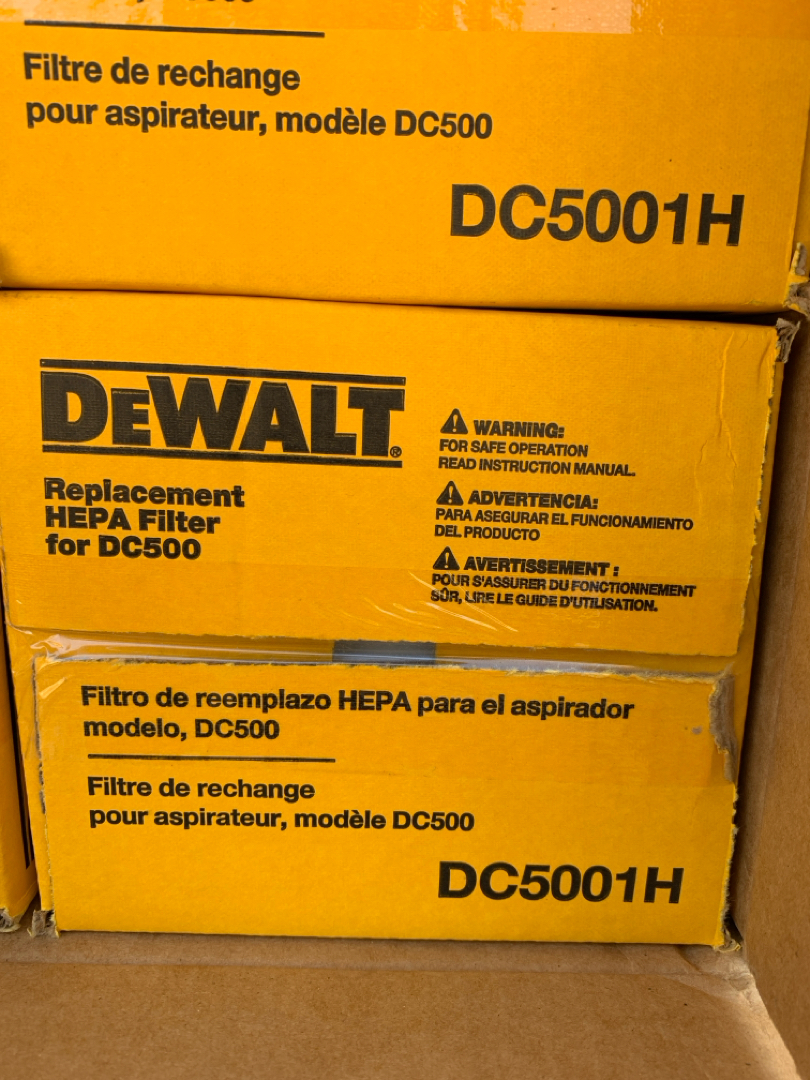 Filtre de rechange
pour aspirateur, modèle DC500
DC5001H
DEWALT®
Replacement
HEPA Filter
for DC500
WARNING:
FOR SAFE OPERATION
READ INSTRUCTION MANUAL.
ADVERTENCIA:
PARA ASEGURAR EL FUNCIONAMIENTO
DEL PRODUCTO
AVERTISSEMENT :
POUR S'ASSURER DU FONCTIONNEMENT
SÛR, LIRE LE GUIDE D'UTILISATION.
Filtro de reemplazo HEPA para el aspirador
modelo, DC500
Filtre de rechange
pour aspirateur, modèle DC500
DC5001H